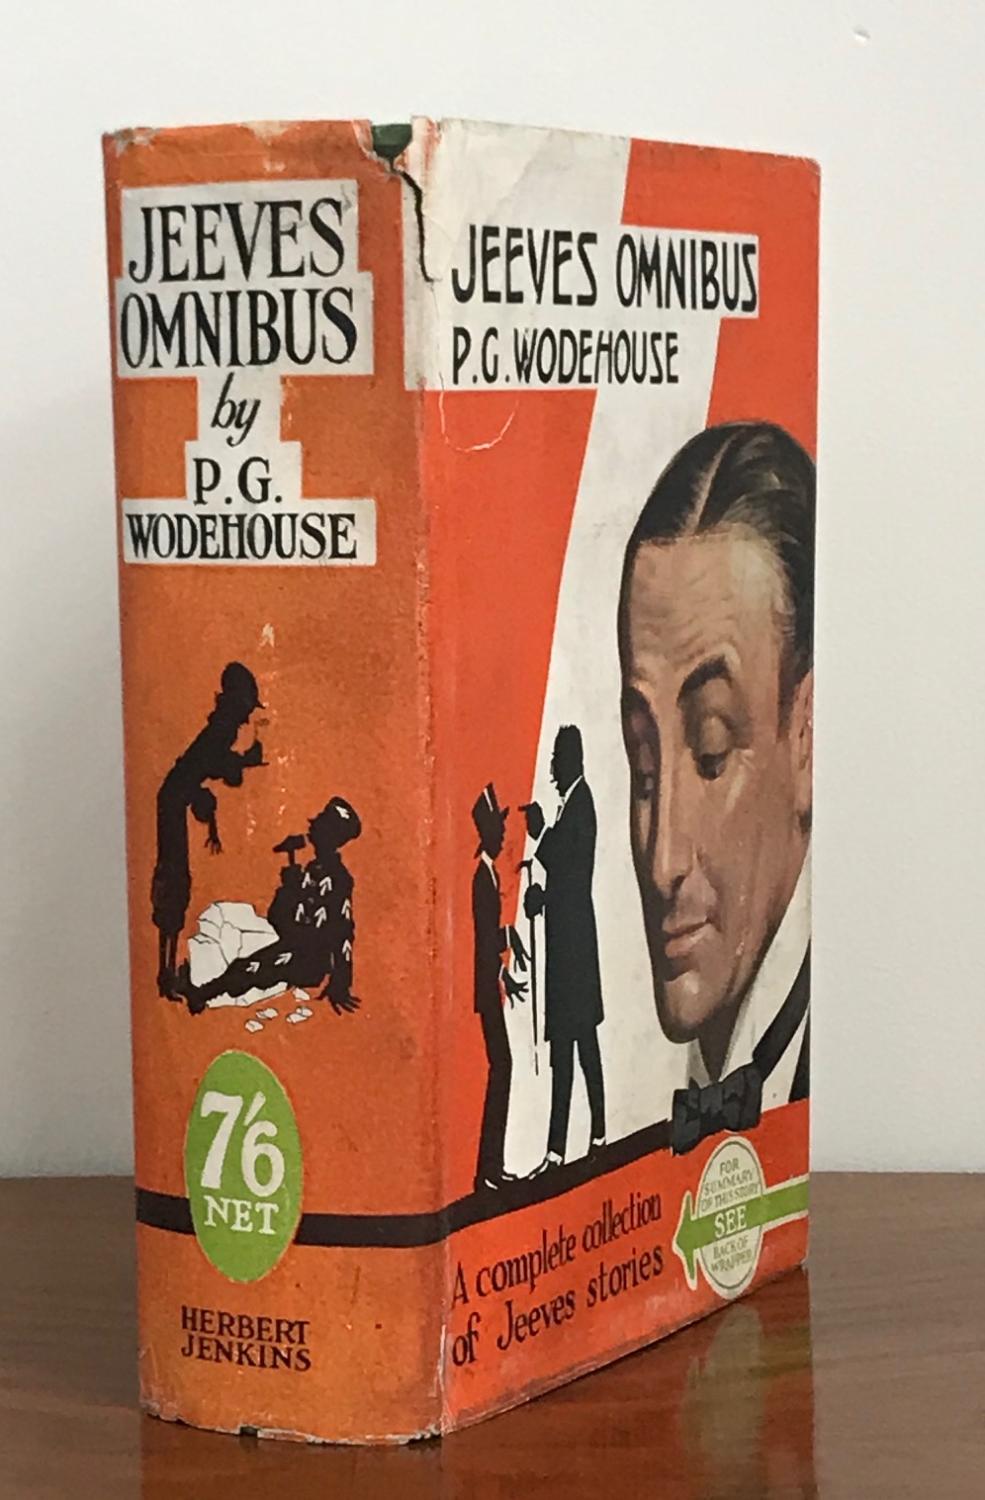 JEEVES
OMNIBUS
by
P.G.
WODEHOUSE
7'6
NET
HERBERT
JENKINS
JEEVES OMNIBUS
P.G.WODEHOUSE
A complete collection
of Jeeves stories
FOR
SUMMARY
OF THIS STORY
SEE
BACK OF
WRAPPER